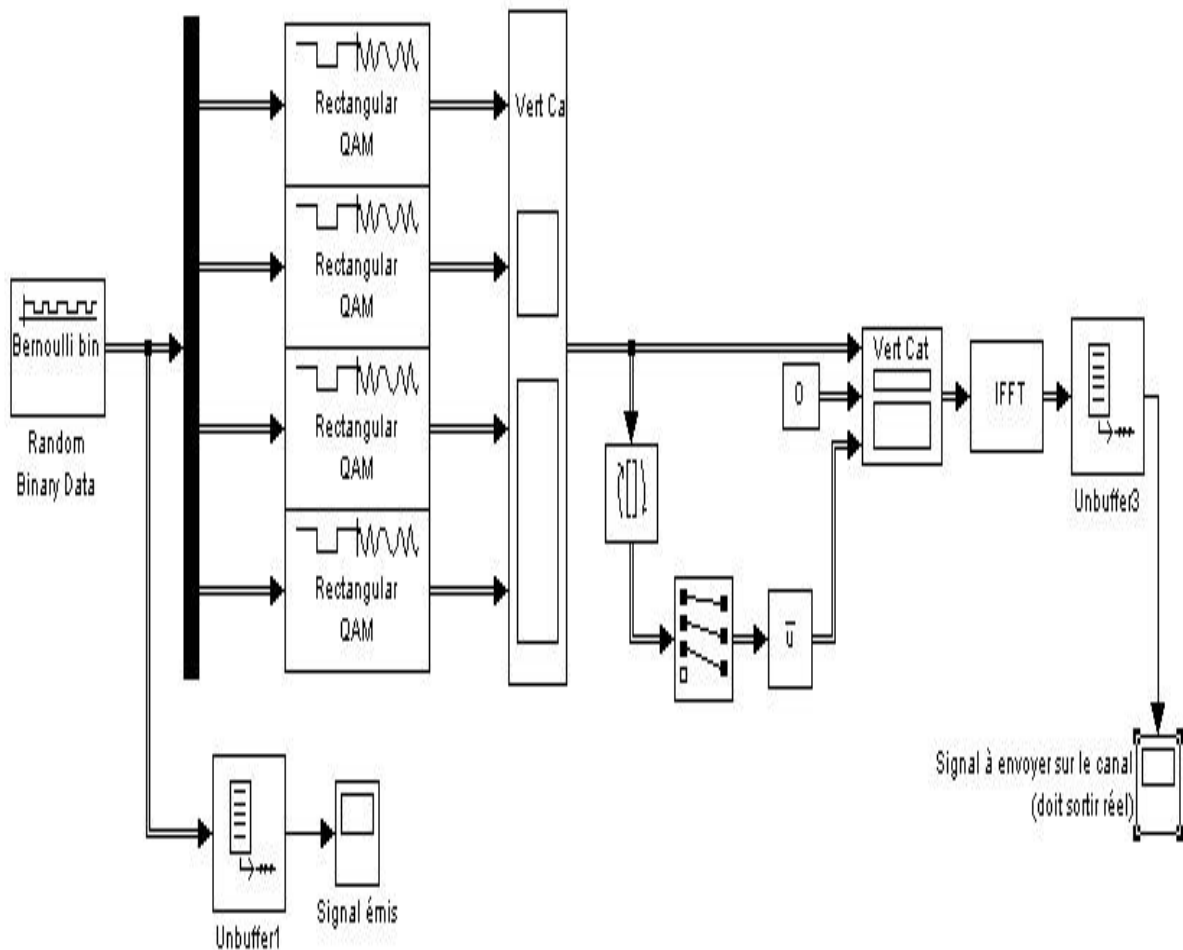 Bernoulli bin
Random
Binary Data
Rectangular
QAM
Rectangular
QAM
Rectangular
QAM
Rectangular
QAM
Vert Ca
Vert Cat
0
IFFT
Unbuffer3
u
Signal à envoyer sur le canal
(doit sortir réel)
Unbuffer1
Signal émis